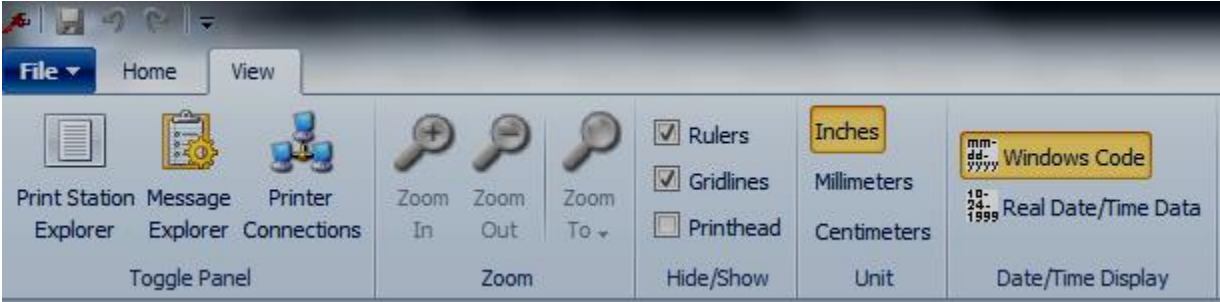 File Home View
Print Station Explorer
Message Explorer
Printer Connections
Toggle Panel
Zoom In
Zoom Out
Zoom To
Zoom
Rulers
Gridlines
Printhead
Hide/Show
Inches
Millimeters
Centimeters
Unit
mm-
dd-
yyyy
Windows Code
10-
24-
1999
Real Date/Time Data
Date/Time Display